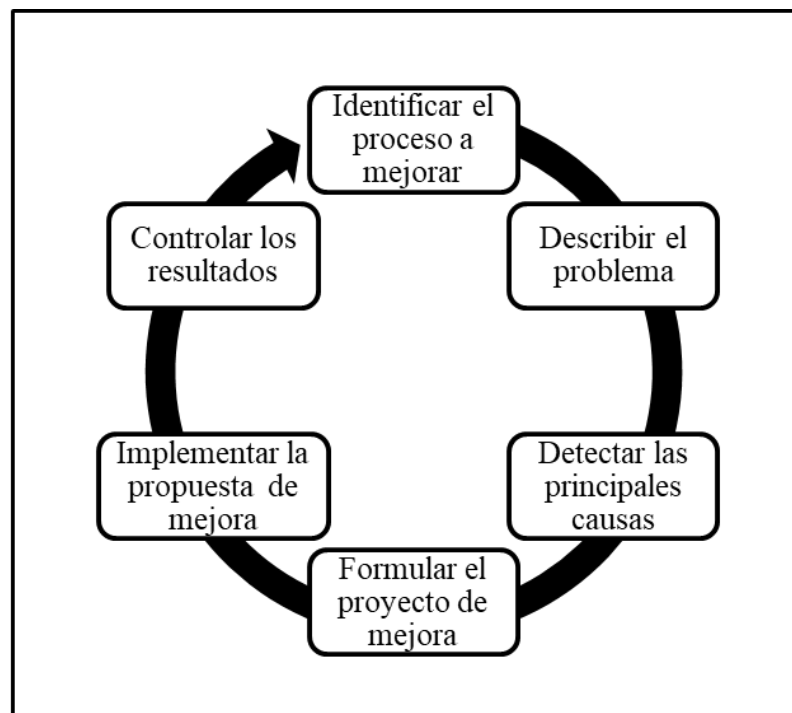 Identificar el
proceso a
mejorar
Describir el
problema
Detectar las
principales
causas
Formular el
proyecto de
mejora
Implementar la
propuesta de
mejora
Controlar los
resultados